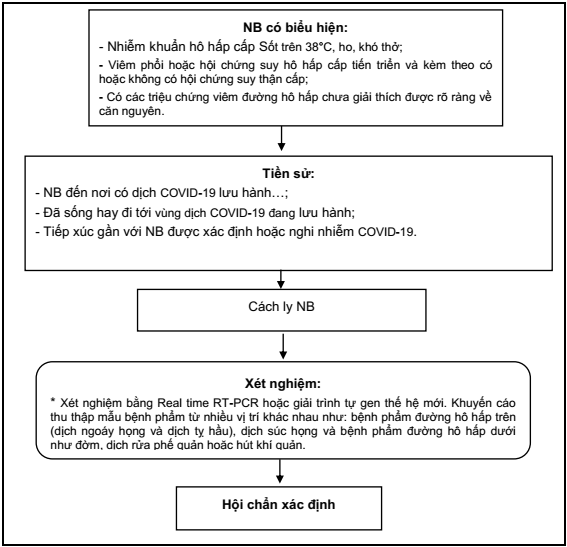 NB có biểu hiện:
- Nhiễm khuẩn hô hấp cấp Sốt trên 38°C, ho, khó thở;
- Viêm phổi hoặc hội chứng suy hô hấp cấp tiến triển và kèm theo có
hoặc không có hội chứng suy thận cấp;
- Có các triệu chứng viêm đường hô hấp chưa giải thích được rõ ràng về
căn nguyên.
Tiền sử:
- NB đến nơi có dịch COVID-19 lưu hành…;
- Đã sống hay đi tới vùng dịch COVID-19 đang lưu hành;
- Tiếp xúc gần với NB được xác định hoặc nghi nhiễm COVID-19.
Cách ly NB
Xét nghiệm:
* Xét nghiệm bằng Real time RT-PCR hoặc giải trình tự gen thế hệ mới. Khuyến cáo
thu thập mẫu bệnh phẩm từ nhiều vị trí khác nhau như: bệnh phẩm đường hô hấp trên
(dịch ngoáy họng và dịch tỵ hầu), dịch súc họng và bệnh phẩm đường hô hấp dưới
như đờm, dịch rửa phế quản hoặc hút khí quản.
Hội chẩn xác định